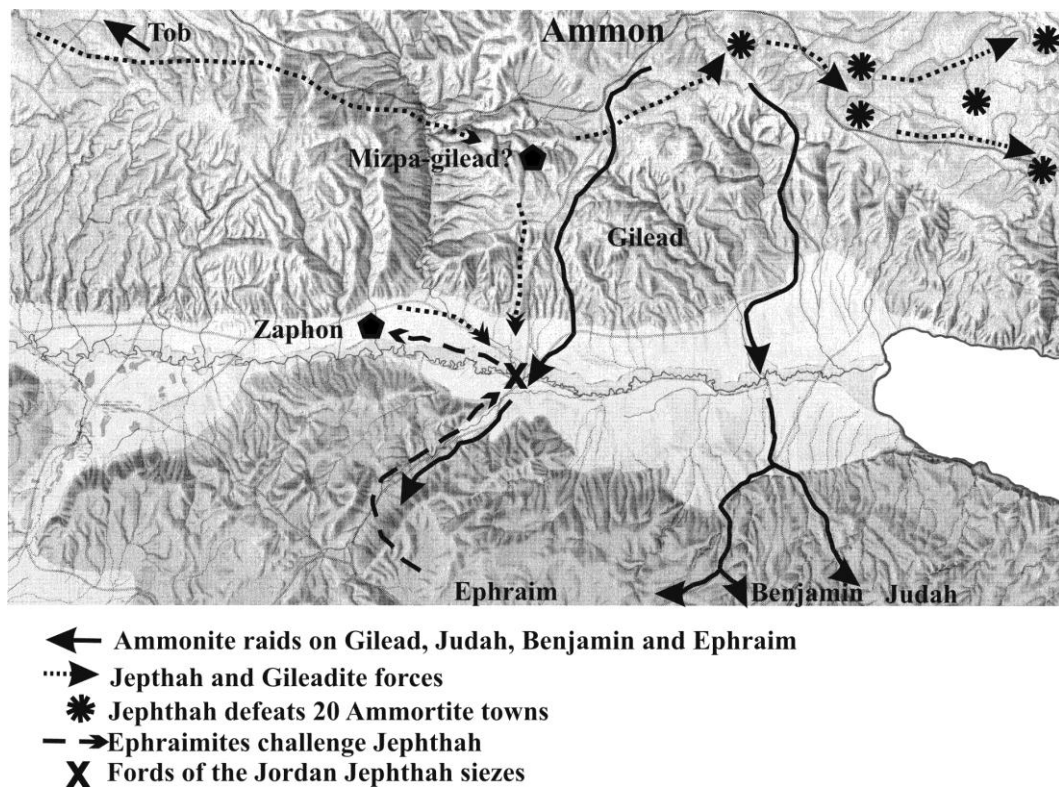 Tob
Ammon
Mizpa-gilead?
Gilead
Zaphon
Ephraim
Benjamin
Judah
Ammonite raids on Gilead, Judah, Benjamin and Ephraim
Jepthah and Gileadite forces
Jephthah defeats 20 Ammortite towns
Ephraimites challenge Jephthah
X
X Fords of the Jordan Jephthah siezes